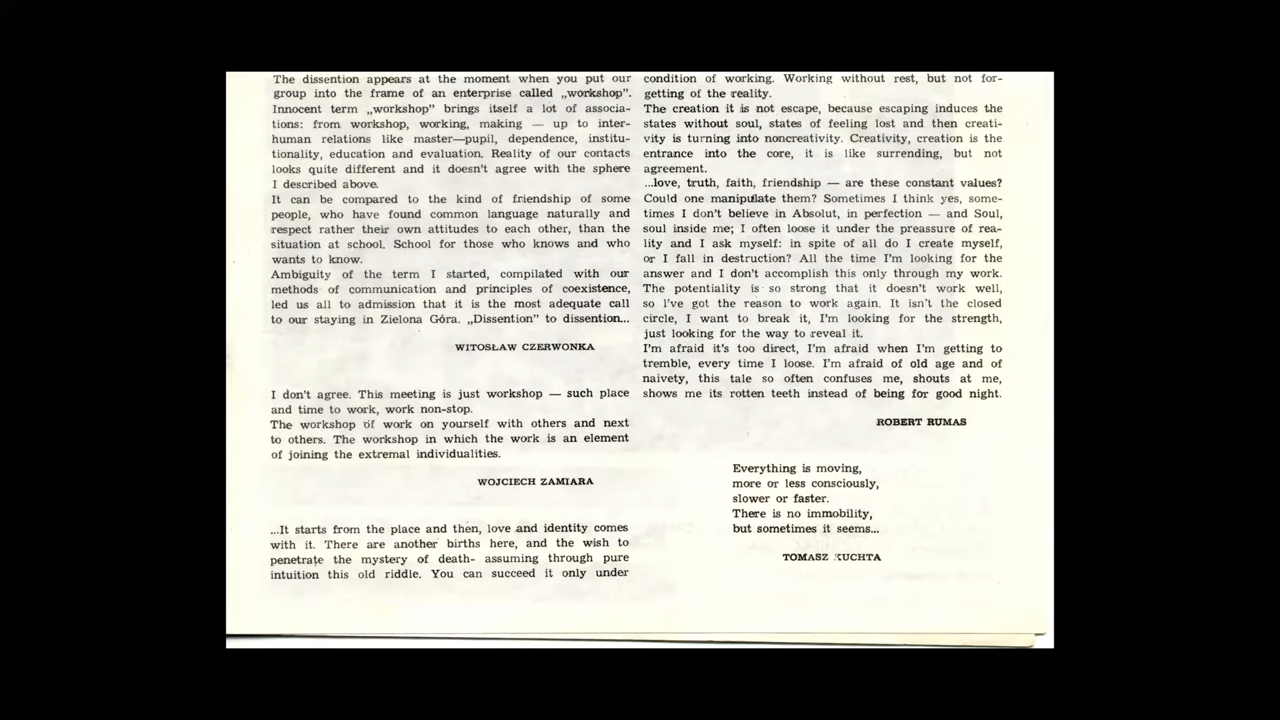 The dissention appears at the moment when you put our
group into the frame of an enterprise called „workshop".
Innocent term „workshop" brings itself a lot of associa-
tions: from workshop, working, making — up to inter-
human relations like master—pupil, dependence, institu-
tionality, education and evaluation. Reality of our contacts
looks quite different and it doesn't agree with the sphere
I described above.
It can be compared to the kind of friendship of some
people, who have found common language naturally and
respect rather their own attitudes to each other, than the
situation at school. School for those who knows and who
wants to know.
Ambiguity of the term I started, compilated with our
methods of communication and principles of coexistence,
led us all to admission that it is the most adequate call
to our staying in Zielona Góra. „Dissention" to dissention...
WITOSŁAW CZERWONKA
I don't agree. This meeting is just workshop — such place
and time to work, work non-stop.
The workshop of work on yourself with others and next
to others. The workshop in which the work is an element
of joining the extremal individualities.
WOJCIECH ZAMIARA
...It starts from the place and then, love and identity comes
with it. There are another births here, and the wish to
penetrate the mystery of death- assuming through pure
intuition this old riddle. You can succeed it only under
condition of working. Working without rest, but not for-
getting of the reality.
The creation it is not escape, because escaping induces the
states without soul, states of feeling lost and then creati-
vity is turning into noncreativity. Creativity, creation is the
entrance into the core, it is like surrending, but not
agreement.
...love, truth, faith, friendship — are these constant values?
Could one manipulate them? Sometimes I think yes, some-
times I don't believe in Absolut, in perfection — and Soul,
soul inside me; I often loose it under the preassure of rea-
lity and I ask myself: in spite of all do I create myself,
or I fall in destruction? All the time I'm looking for the
answer and I don't accomplish this only through my work.
The potentiality is so strong that it doesn't work well,
so I've got the reason to work again. It isn't the closed
circle, I want to break it, I'm looking for the strength,
just looking for the way to reveal it.
I'm afraid it's too direct, I'm afraid when I'm getting to
tremble, every time I loose. I'm afraid of old age and of
naivety, this tale so often confuses me, shouts at me,
shows me its rotten teeth instead of being for good night.
ROBERT RUMAS
Everything is moving,
more or less consciously,
slower or faster.
There is no immobility,
but sometimes it seems...
TOMASZ KUCHTA